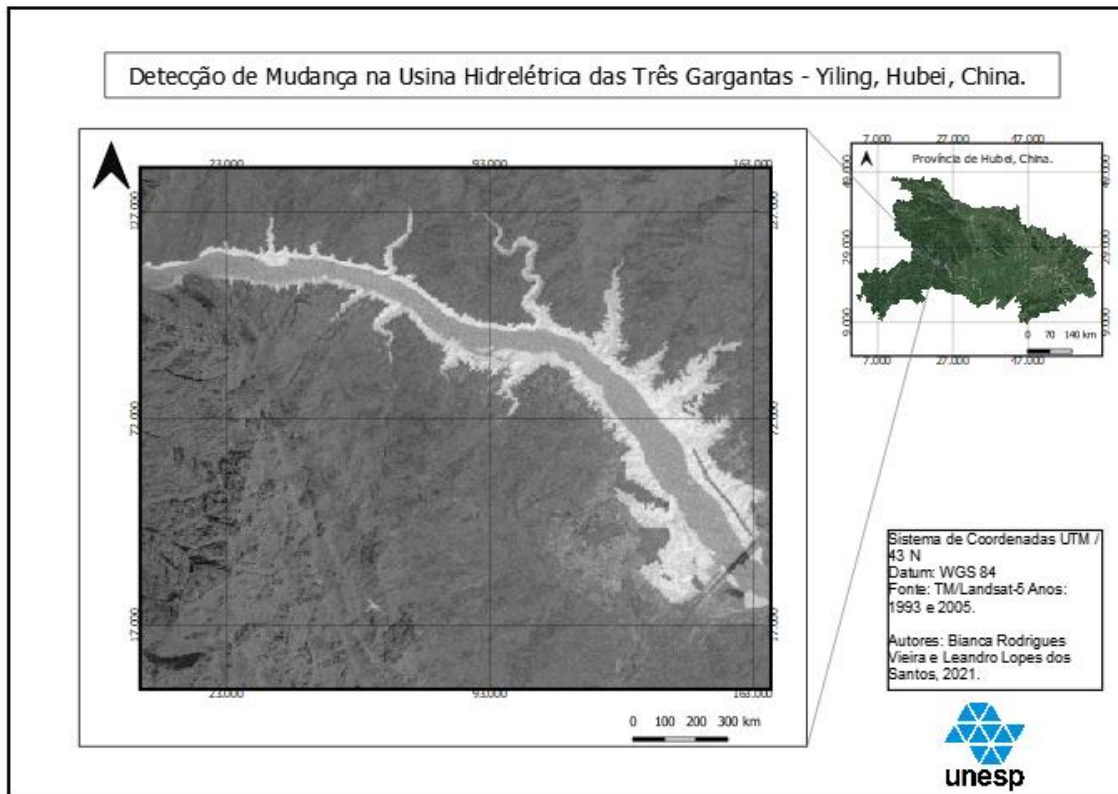 Detecção de Mudança na Usina Hidrelétrica das Três Gargantas - Yiling, Hubei, China.
23.000 93.000 163.000
127.000 127.000
72.000 72.000
17.000 17.000
23.000 93.000 163.000
0 100 200 300 km
7.000 27.000 47.000
Província de Hubei, China.
49.000 49.000
29.000 29.000
9.000 9.000
0 70 140 km
7.000 27.000 47.000
Sistema de Coordenadas UTM /
43 N
Datum: WGS 84
Fonte: TM/Landsat-5 Anos:
1993 e 2005.
Autores: Bianca Rodrigues
Vieira e Leandro Lopes dos
Santos, 2021.
unesp